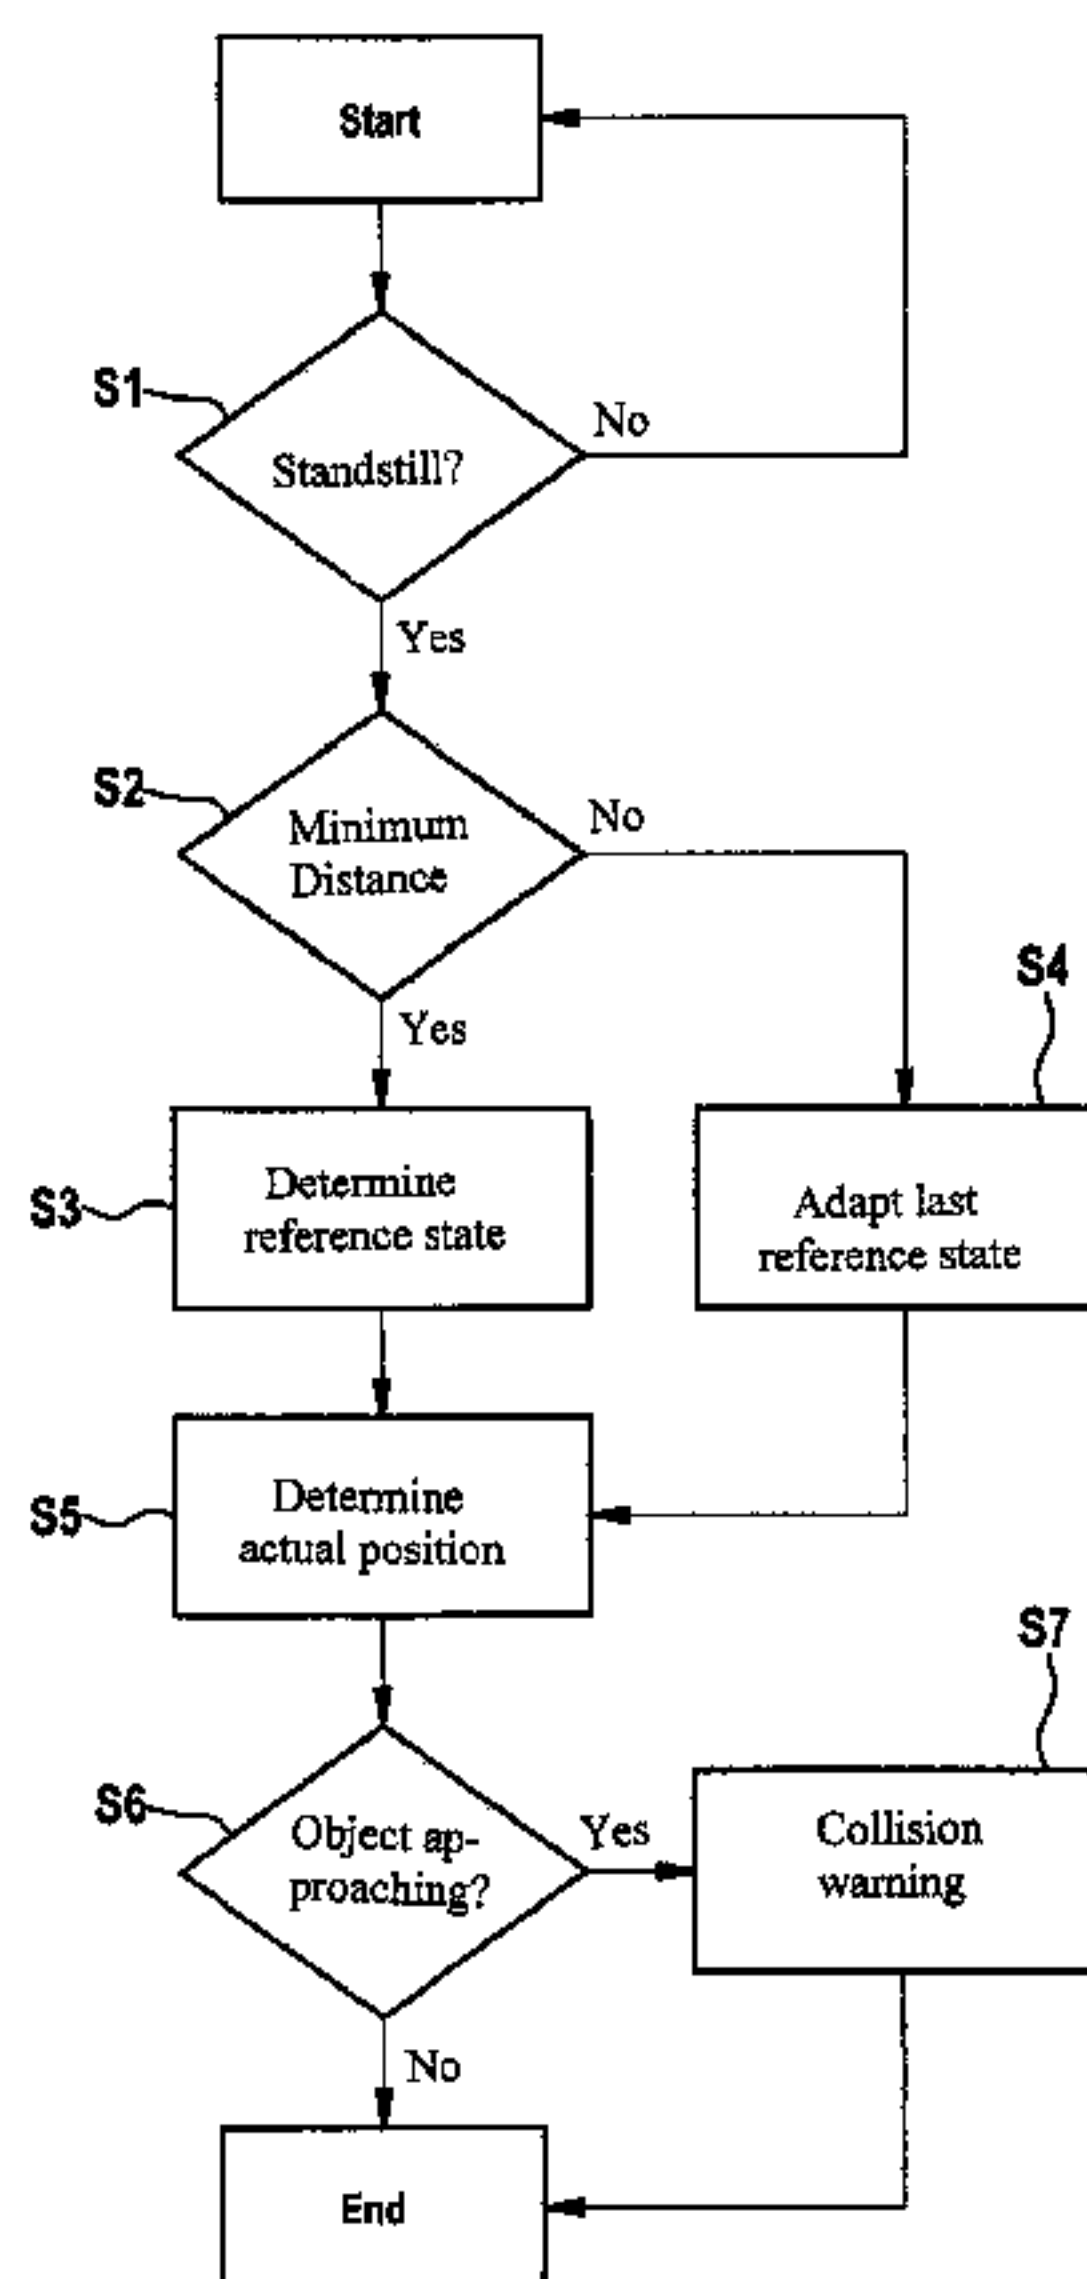 Start
S1
No
Standstill?
Yes
S2
No
Minimum
Distance
S4
Yes
S3
Determine
reference state
Adapt last
reference state
S5
Determine
actual position
S7
S6
Object ap-
proaching?
Yes
Collision
warning
No
End